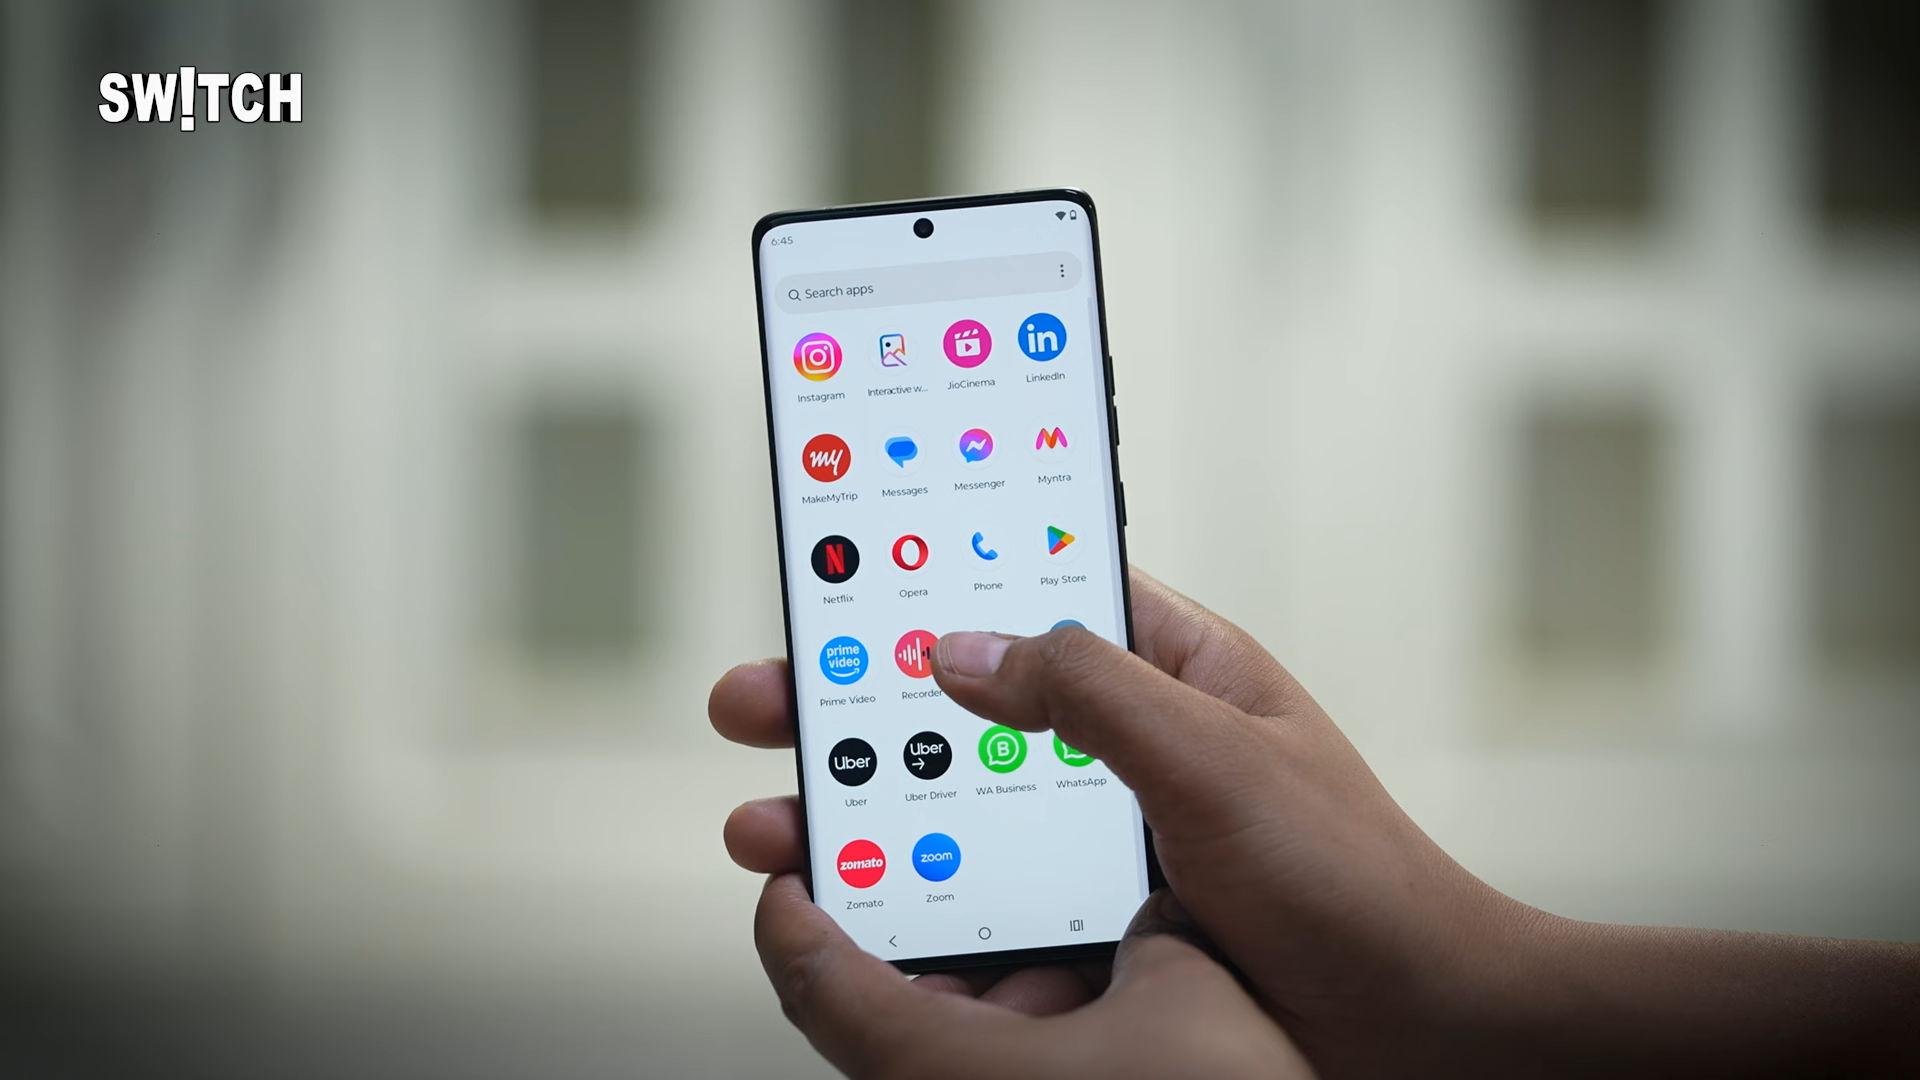 SW!TCH
6:45
Search apps
Instagram
Interactive w...
JioCinema
in
LinkedIn
my
MakeMyTrip
Messages
Messenger
Myntra
N
Netflix
Opera
Phone
Play Store
prime
video
Prime Video
Recorder
Uber
Uber
Uber
Uber Driver
B
WA Business
WhatsApp
zomato
Zomato
zoom
Zoom